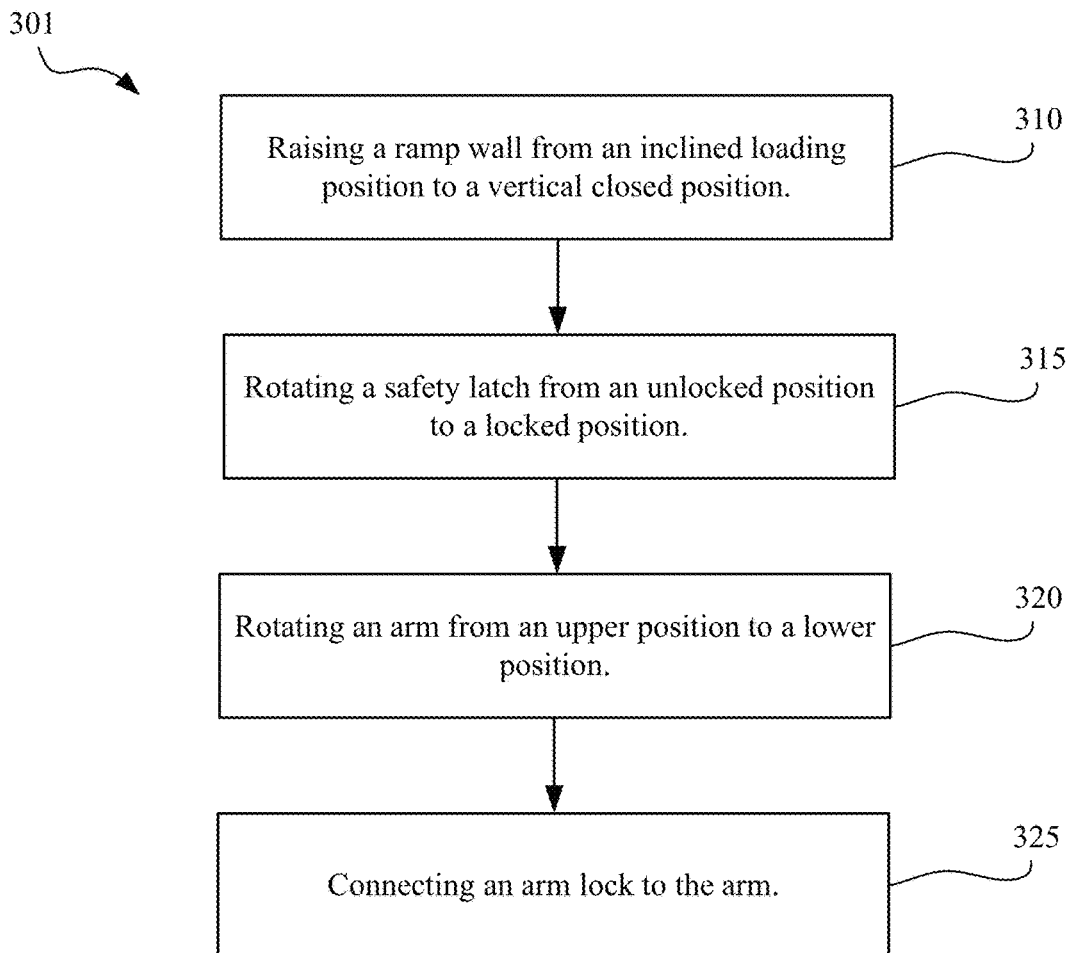 301
310
Raising a ramp wall from an inclined loading
position to a vertical closed position.
315
Rotating a safety latch from an unlocked position
to a locked position.
320
Rotating an arm from an upper position to a lower
position.
325
Connecting an arm lock to the arm.